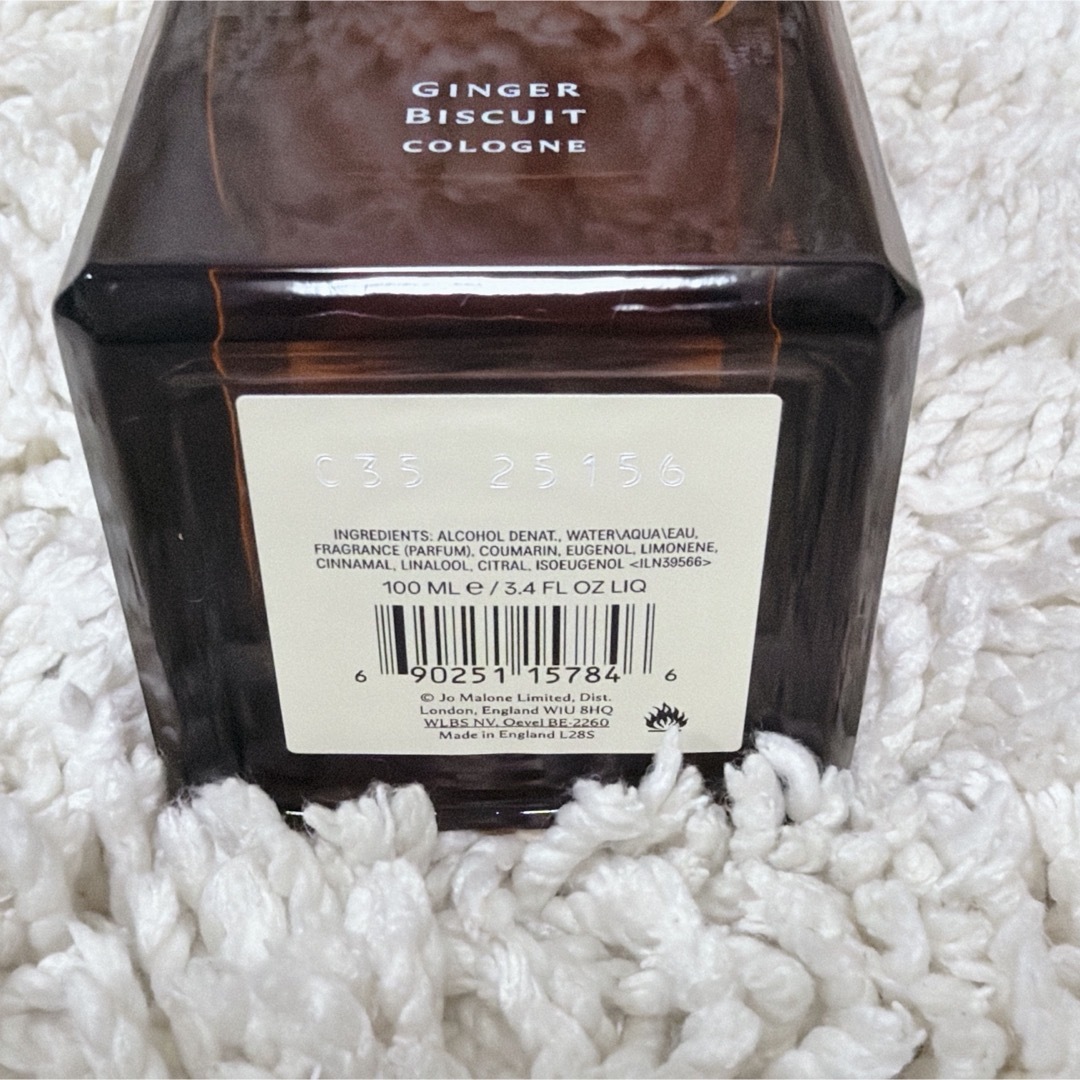 GINGER
BISCUIT
COLOGNE
C35 25156
INGREDIENTS: ALCOHOL DENAT., WATER\AQUA\EAU,
FRAGRANCE (PARFUM), COUMARIN, EUGENOL, LIMONENE,
CINNAMAL, LINALOOL, CITRAL, ISOEUGENOL <ILN39566>
100 ML ℮ / 3.4 FL OZ LIQ
6 90251 15784 6
© Jo Malone Limited, Dist.
London, England W1U 8HQ
WLBS NV, Oevel BE-2260
Made in England L28S